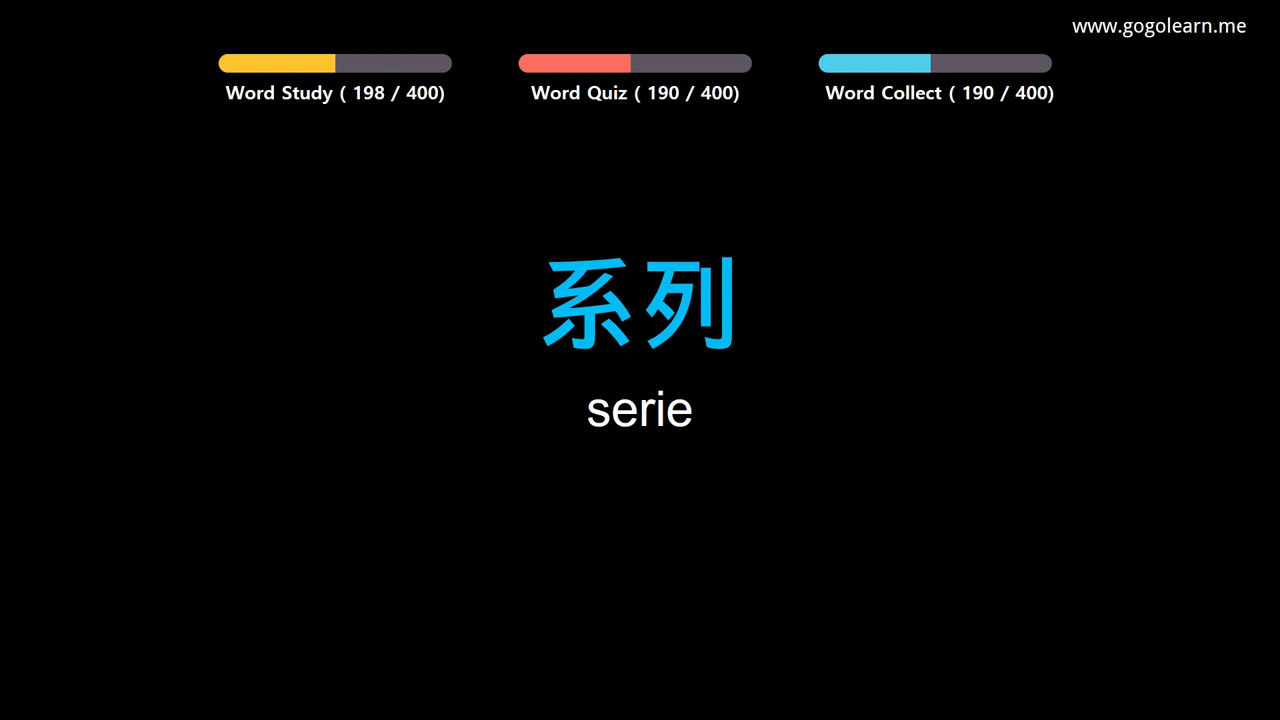 www.gogolearn.me
Word Study ( 198 / 400)
Word Quiz ( 190 / 400)
Word Collect ( 190 / 400)
系列
serie